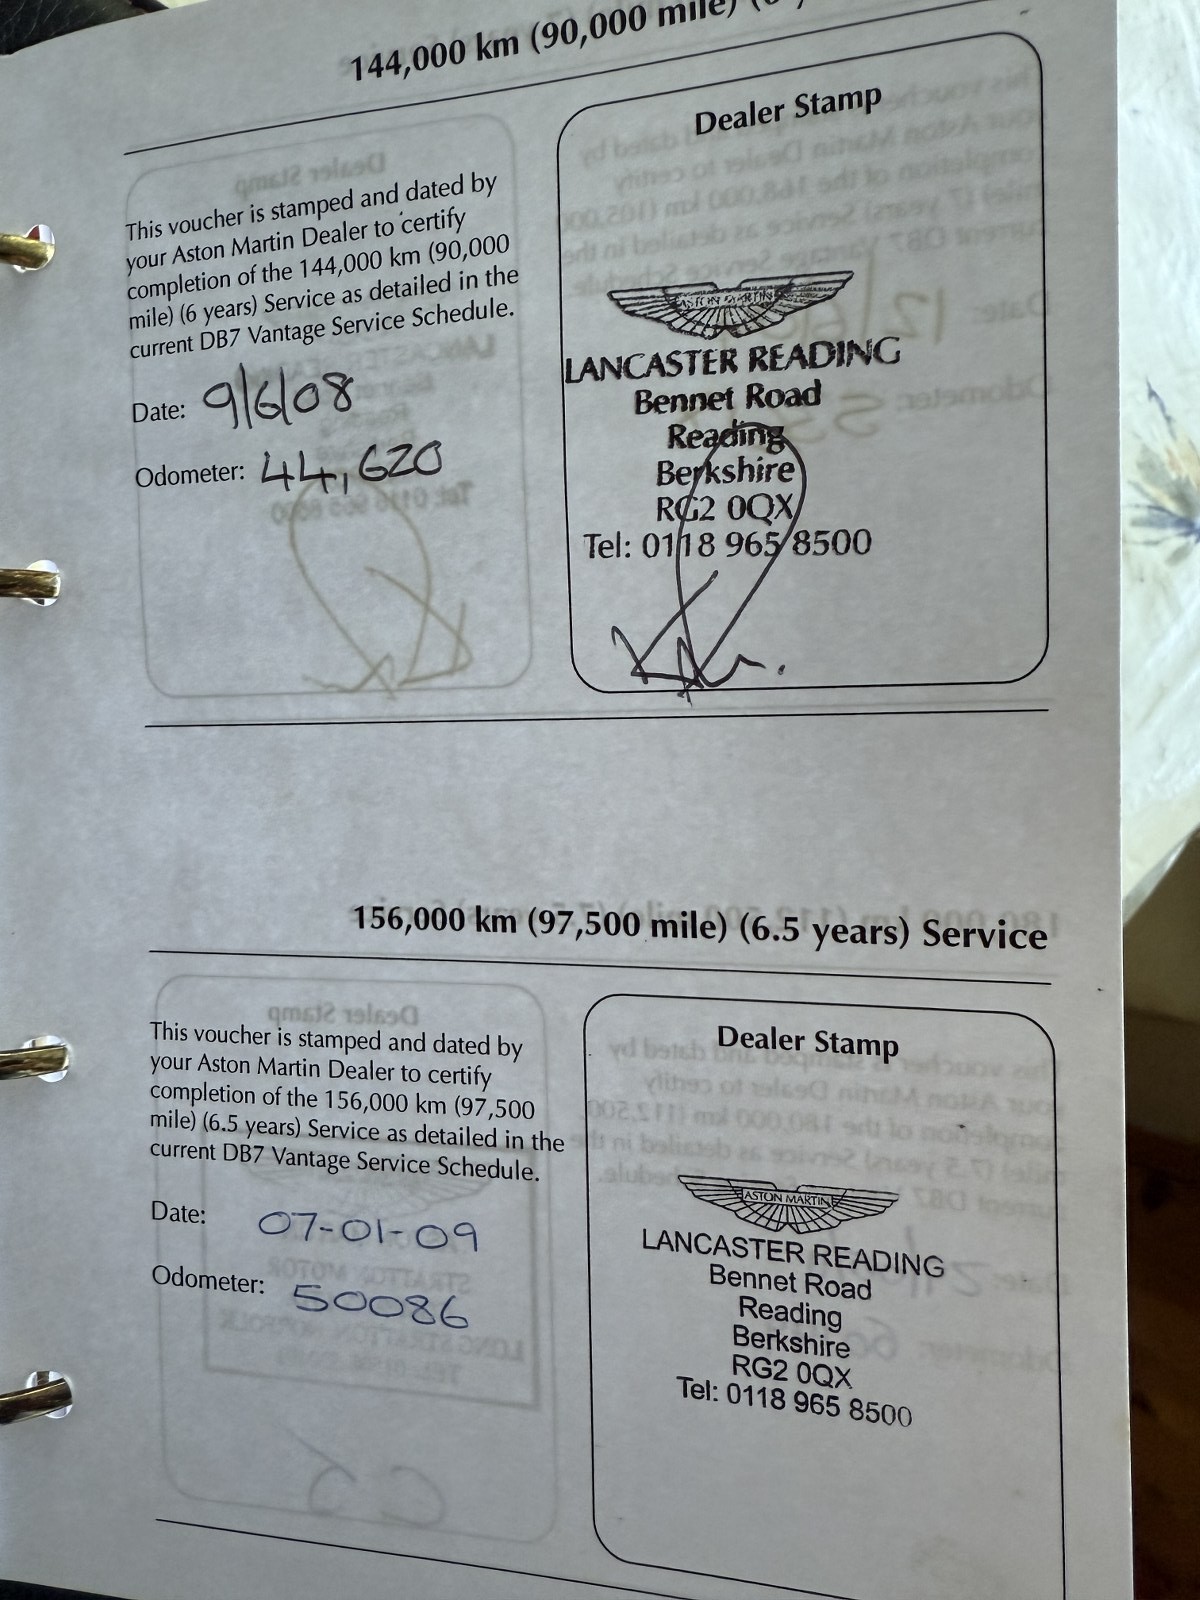 144,000 km (90,000 mile) (6
Dealer Stamp
This voucher is stamped and dated by
your Aston Martin Dealer to certify
completion of the 144,000 km (90,000
mile) (6 years) Service as detailed in the
current DB7 Vantage Service Schedule.
Date: 9/6/08
Odometer: 44,620
ASTON MARTIN
LANCASTER READING
Bennet Road
Reading
Berkshire
RG2 0QX
Tel: 0118 965 8500
156,000 km (97,500 mile) (6.5 years) Service
Dealer Stamp
This voucher is stamped and dated by
your Aston Martin Dealer to certify
completion of the 156,000 km (97,500
mile) (6.5 years) Service as detailed in the
current DB7 Vantage Service Schedule.
Date: 07-01-09
Odometer: 50086
ASTON MARTIN
LANCASTER READING
Bennet Road
Reading
Berkshire
RG2 0QX
Tel: 0118 965 8500